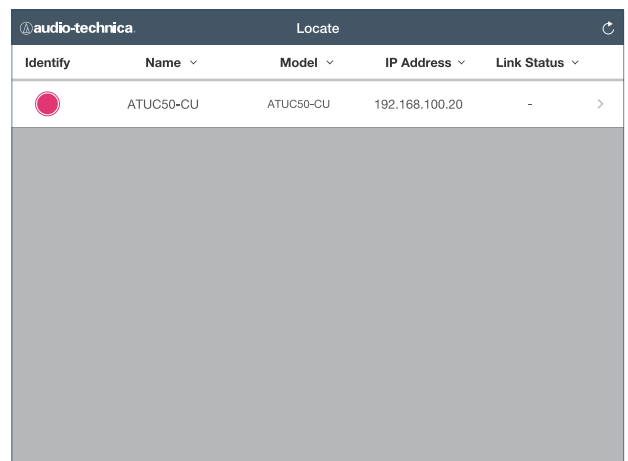 audio-technica. Locate
Identify Name Model IP Address Link Status
ATUC50-CU ATUC50-CU 192.168.100.20 -